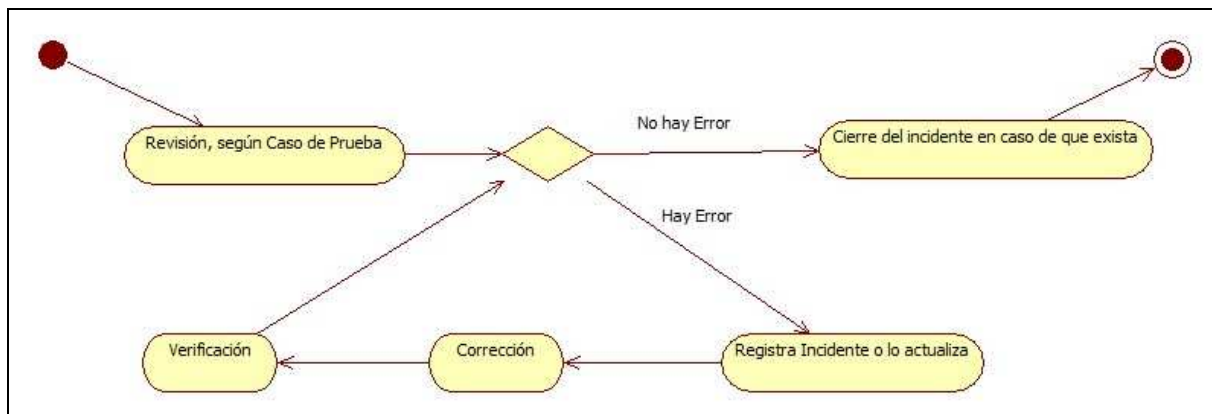 No hay Error
Revisión, según Caso de Prueba
Cierre del incidente en caso de que exista
Hay Error
Verificación
Corrección
Registra Incidente o lo actualiza